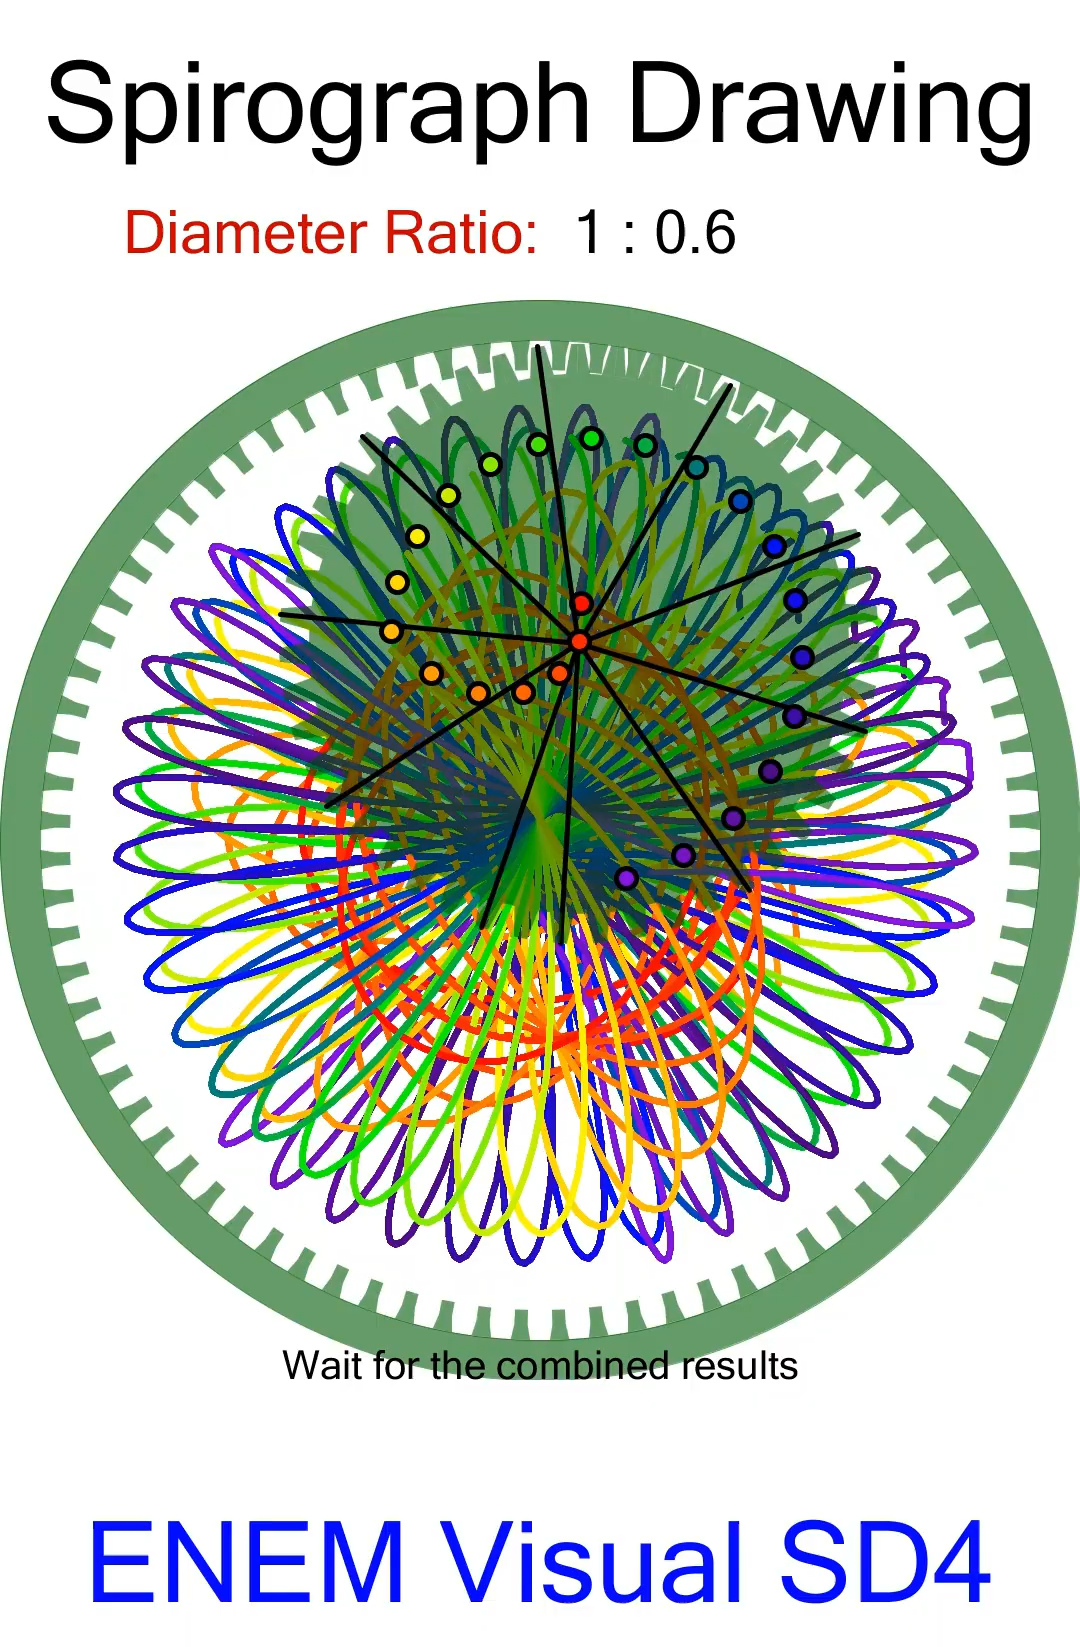 Spirograph Drawing
Diameter Ratio: 1 : 0.6
Wait for the combined results
ENEM Visual SD4